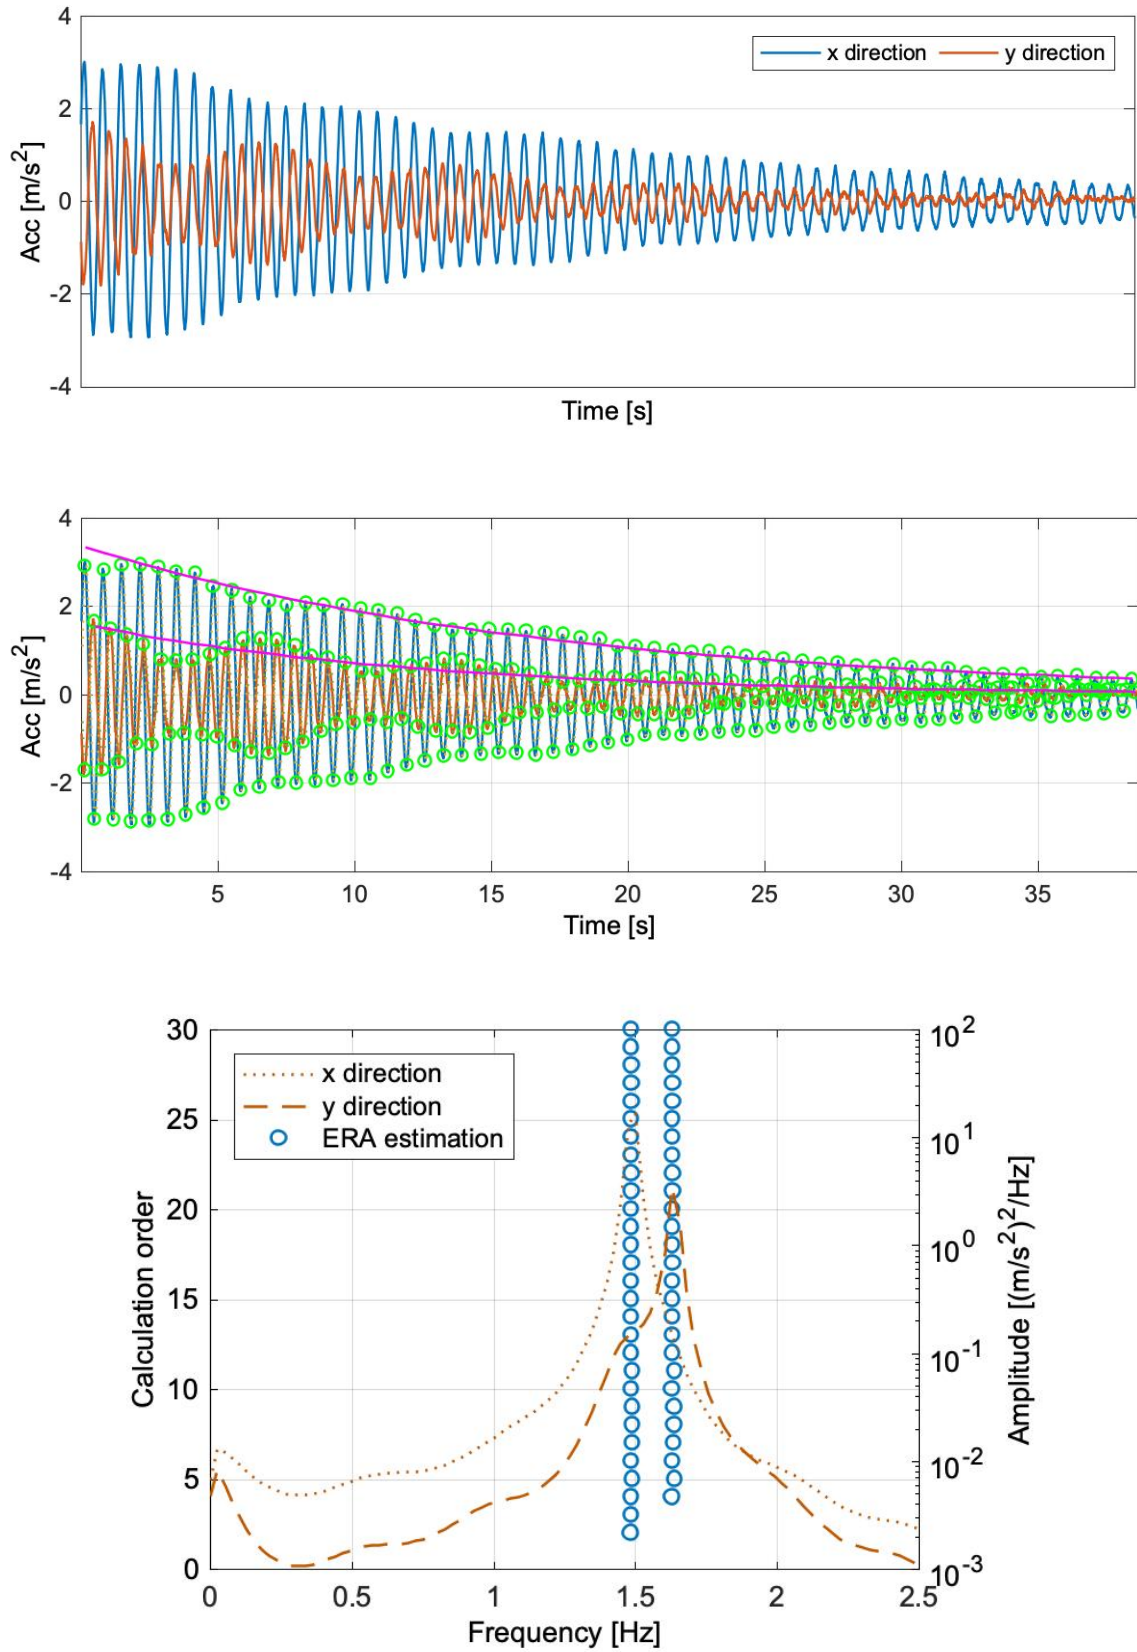 4
2
0
-2
-4
Acc [m/s²]
x direction y direction
Time [s]
4
2
0
-2
-4
Acc [m/s²]
5 10 15 20 25 30 35
Time [s]
30
25
20
15
10
5
0
Calculation order
x direction
y direction
ERA estimation
10²
10¹
10⁰
10⁻¹
10⁻²
10⁻³
Amplitude [(m/s²)²/Hz]
0 0.5 1 1.5 2 2.5
Frequency [Hz]